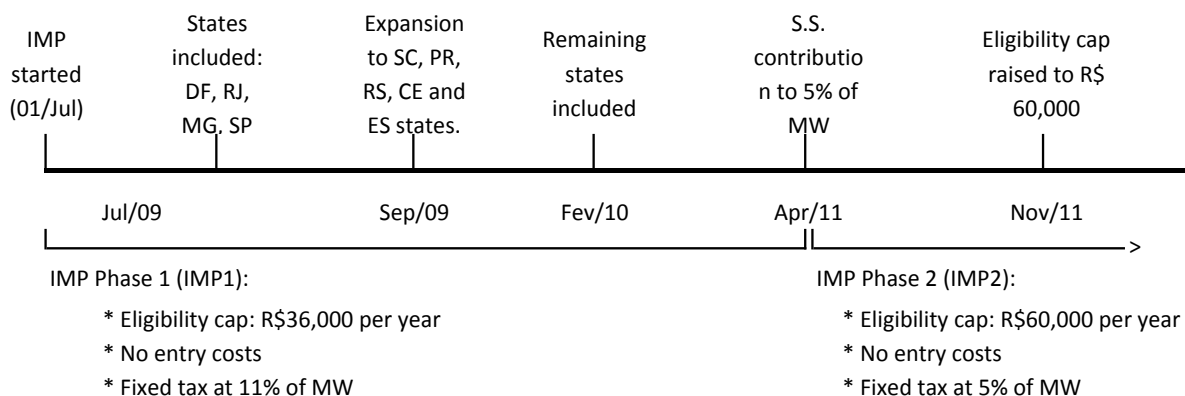 IMP
started
(01/Jul)
States
included:
DF, RJ,
MG, SP
Expansion
to SC, PR,
RS, CE and
ES states.
Remaining
states
included
S.S.
contributio
n to 5% of
MW
Eligibility cap
raised to R$
60,000
Jul/09
Sep/09
Fev/10
Apr/11
Nov/11
IMP Phase 1 (IMP1):
* Eligibility cap: R$36,000 per year
* No entry costs
* Fixed tax at 11% of MW
IMP Phase 2 (IMP2):
* Eligibility cap: R$60,000 per year
* No entry costs
* Fixed tax at 5% of MW